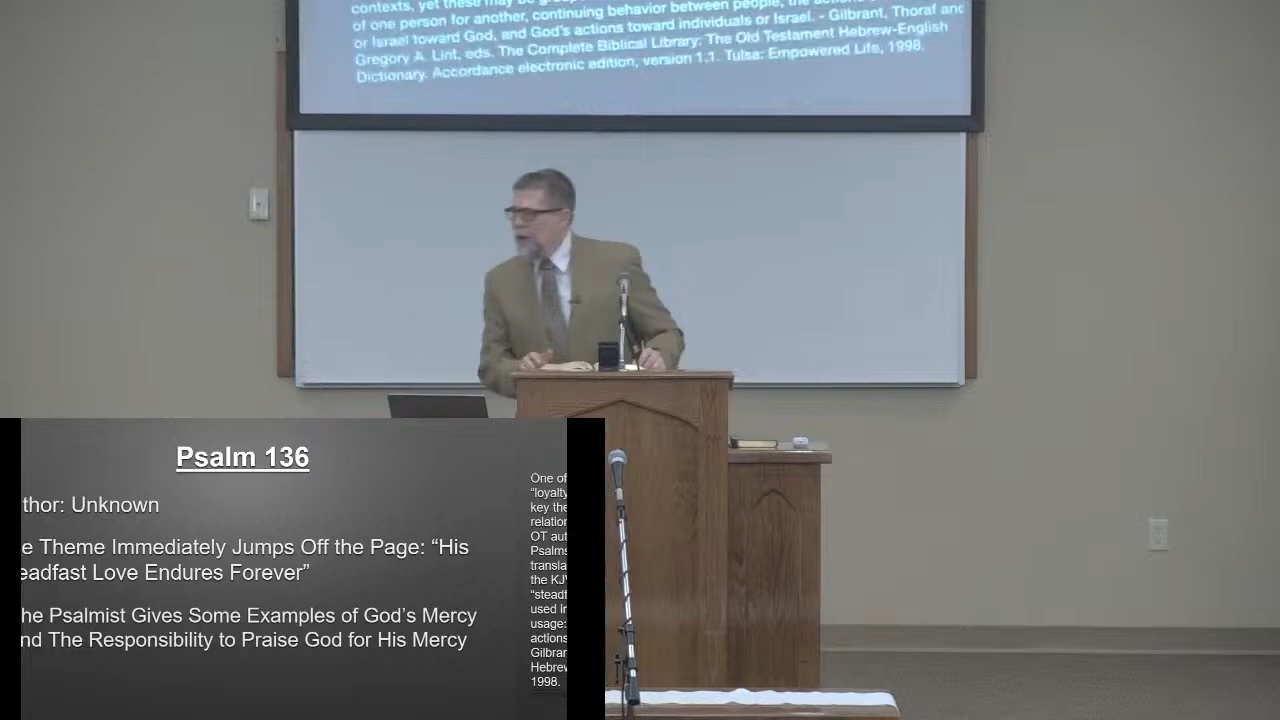 contexts, yet these may be
of one person for another, continuing behavior between people, the actions
or Israel toward God, and God's actions toward individuals or Israel. - Gilbrant, Thoraf and
Gregory A. Lint, eds. The Complete Biblical Library: The Old Testament Hebrew-English
Dictionary. Accordance electronic edition, version 1.1. Tulsa: Empowered Life, 1998.
Psalm 136
thor: Unknown
e Theme Immediately Jumps Off the Page: “His
eadfast Love Endures Forever”
he Psalmist Gives Some Examples of God’s Mercy
nd The Responsibility to Praise God for His Mercy
One of
“loyalty
key the
relation
OT aut
Psalms
transla
the KJV
“steadf
used in
usage:
actions
Gilbran
Hebrew
1998.